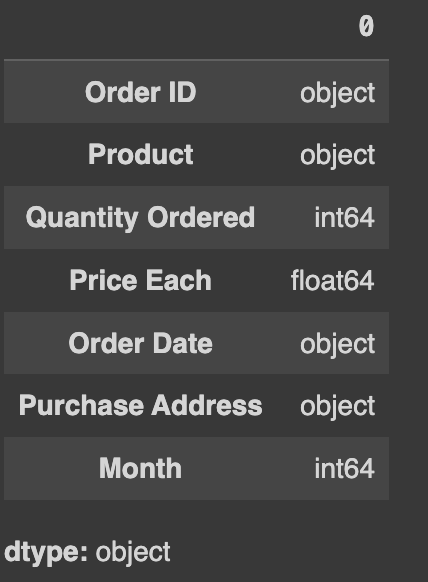 0
Order ID object
Product object
Quantity Ordered int64
Price Each float64
Order Date object
Purchase Address object
Month int64
dtype: object